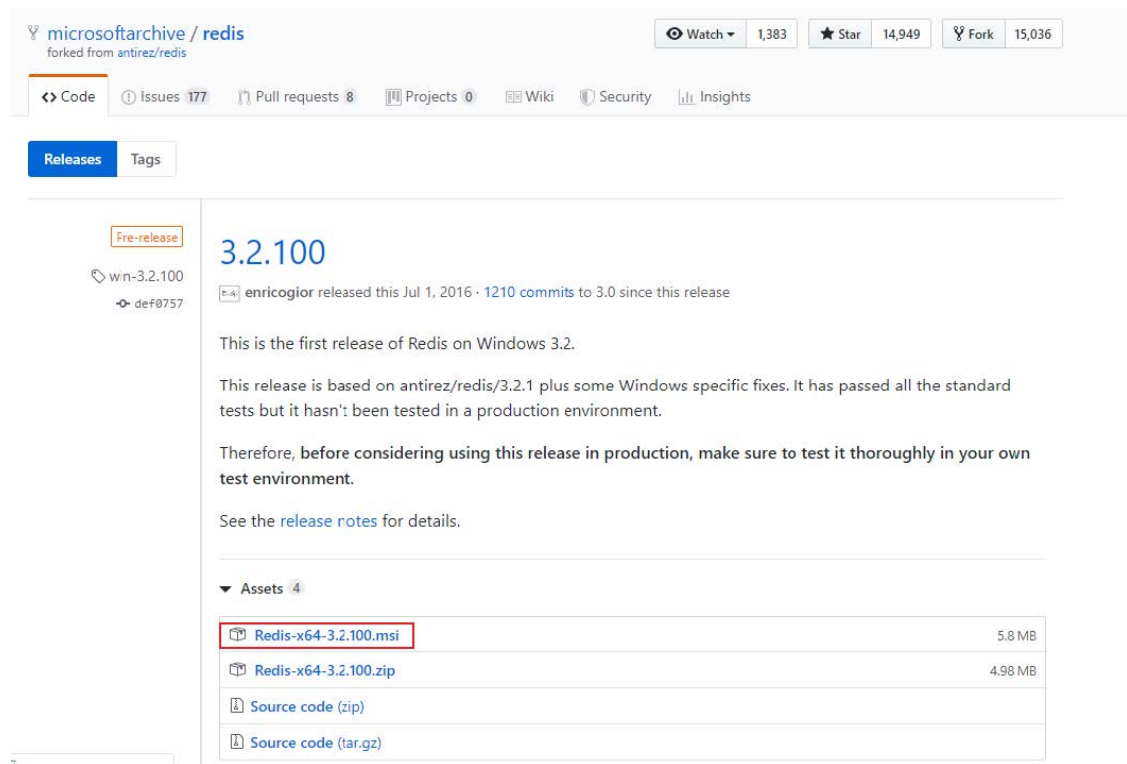 microsoftarchive / redis
forked from antirez/redis
Watch 1,383 Star 14,949 Fork 15,036
Code Issues 177 Pull requests 8 Projects 0 Wiki Security Insights
Releases Tags
Pre-release
win-3.2.100
def0757
3.2.100
enricogior released this Jul 1, 2016 · 1210 commits to 3.0 since this release
This is the first release of Redis on Windows 3.2.
This release is based on antirez/redis/3.2.1 plus some Windows specific fixes. It has passed all the standard
tests but it hasn't been tested in a production environment.
Therefore, before considering using this release in production, make sure to test it thoroughly in your own
test environment.
See the release notes for details.
Assets 4
Redis-x64-3.2.100.msi 5.8 MB
Redis-x64-3.2.100.zip 4.98 MB
Source code (zip)
Source code (tar.gz)